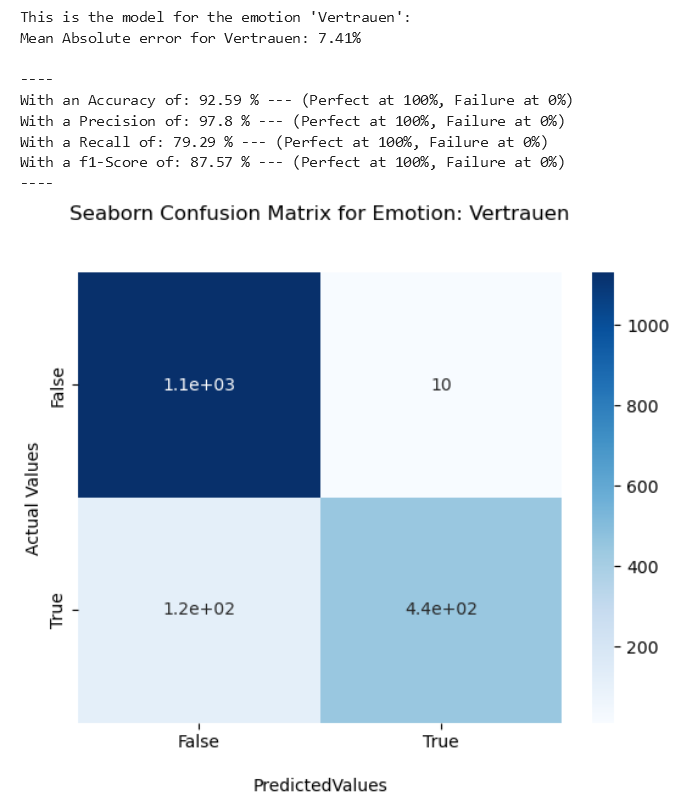 This is the model for the emotion 'Vertrauen':
Mean Absolute error for Vertrauen: 7.41%
----
With an Accuracy of: 92.59 % --- (Perfect at 100%, Failure at 0%)
With a Precision of: 97.8 % --- (Perfect at 100%, Failure at 0%)
With a Recall of: 79.29 % --- (Perfect at 100%, Failure at 0%)
With a f1-Score of: 87.57 % --- (Perfect at 100%, Failure at 0%)
----
Seaborn Confusion Matrix for Emotion: Vertrauen
Actual Values
False
1.1e+03
10
True
1.2e+02
4.4e+02
False
True
PredictedValues
1000
800
600
400
200